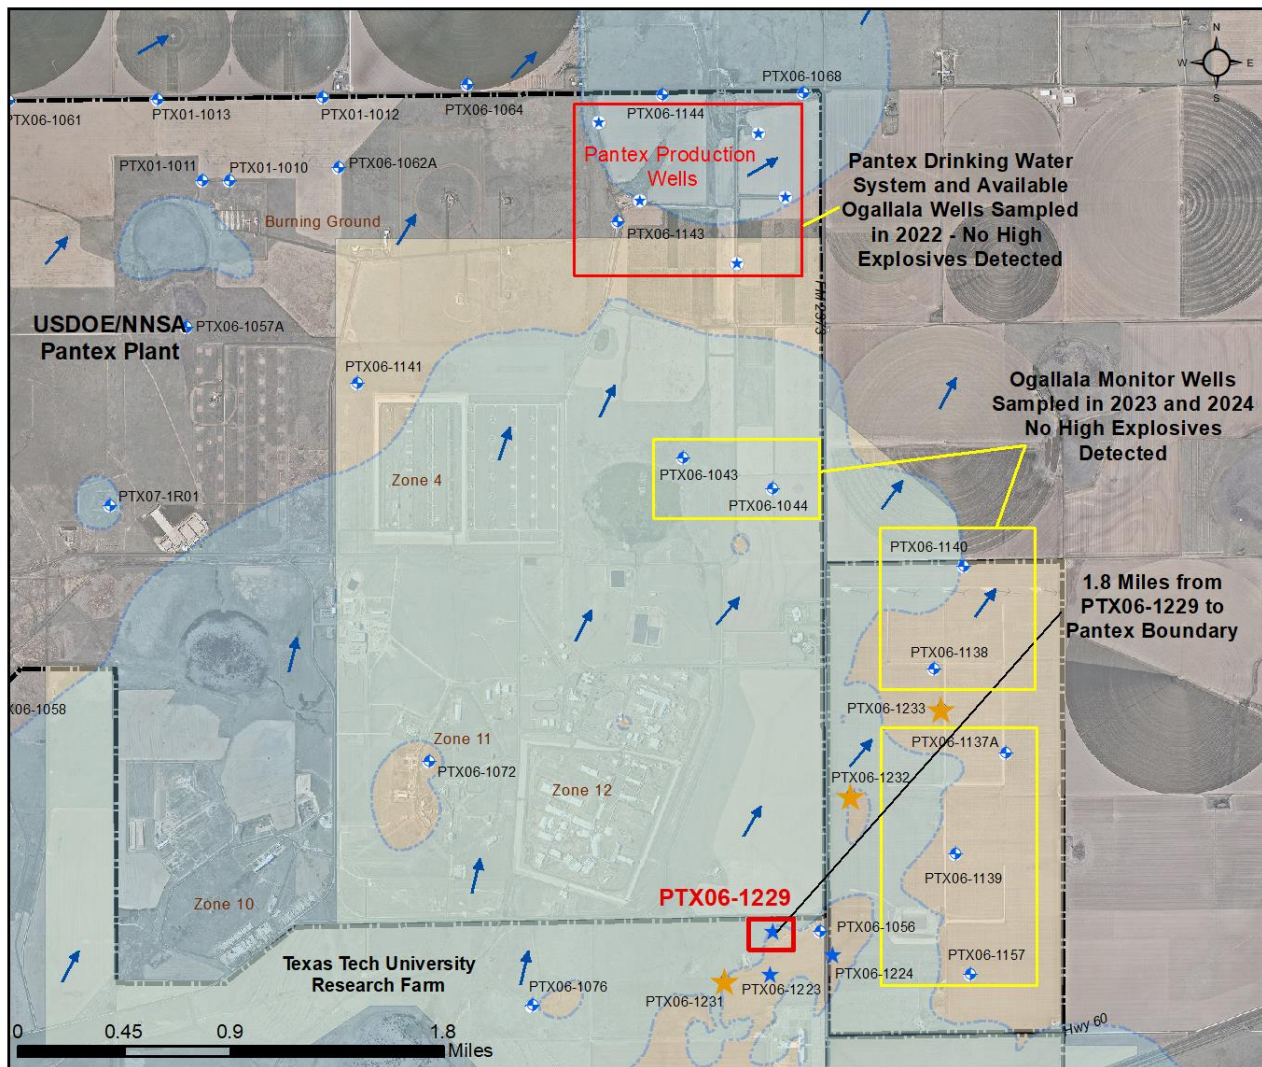 N
W E
S
PTX06-1068
PTX06-1064
PTX06-1061
PTX01-1013
PTX01-1012
PTX06-1144
Pantex Production
Wells
Pantex Drinking Water
System and Available
Ogallala Wells Sampled
in 2022 - No High
Explosives Detected
PTX01-1011
PTX01-1010
PTX06-1062A
Burning Ground
PTX06-1143
FM 2373
USDOE/NNSA
Pantex Plant
PTX06-1057A
PTX06-1141
Ogallala Monitor Wells
Sampled in 2023 and 2024
No High Explosives
Detected
PTX06-1043
PTX06-1044
Zone 4
PTX07-1R01
PTX06-1140
1.8 Miles from
PTX06-1229 to
Pantex Boundary
PTX06-1138
X06-1058
PTX06-1233
Zone 11
PTX06-1137A
PTX06-1072
PTX06-1232
Zone 12
PTX06-1139
PTX06-1229
Zone 10
PTX06-1056
PTX06-1157
Texas Tech University
Research Farm
PTX06-1224
PTX06-1076
PTX06-1231
PTX06-1223
Hwy 60
0 0.45 0.9 1.8
Miles